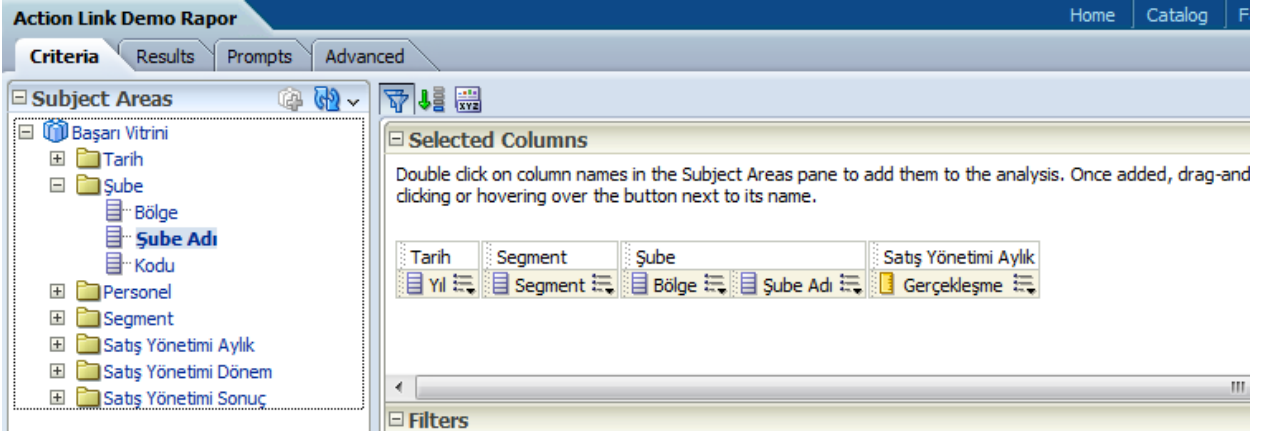 Action Link Demo Rapor
Home Catalog F
Criteria Results Prompts Advanced
Subject Areas
Başarı Vitrini
Tarih
Şube
Bölge
Şube Adı
Kodu
Personel
Segment
Satış Yönetimi Aylık
Satış Yönetimi Dönem
Satış Yönetimi Sonuç
XYZ
Selected Columns
Double click on column names in the Subject Areas pane to add them to the analysis. Once added, drag-and
clicking or hovering over the button next to its name.
Tarih Segment Şube Satış Yönetimi Aylık
Yıl Segment Bölge Şube Adı Gerçekleşme
Filters